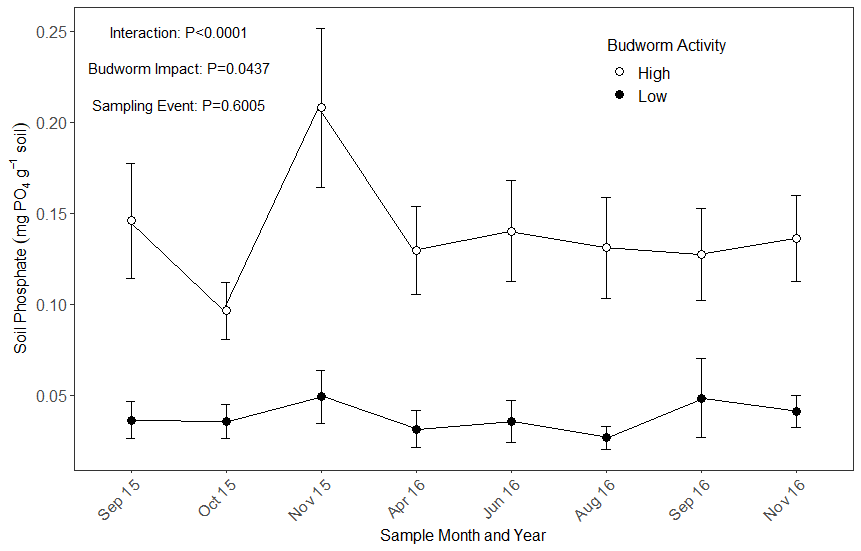 Interaction: P<0.0001
Budworm Impact: P=0.0437
Sampling Event: P=0.6005
Budworm Activity
High
Low
Soil Phosphate (mg PO₄ g⁻¹ soil)
0.25
0.20
0.15
0.10
0.05
Sep 15
Oct 15
Nov 15
Apr 16
Jun 16
Aug 16
Sep 16
Nov 16
Sample Month and Year